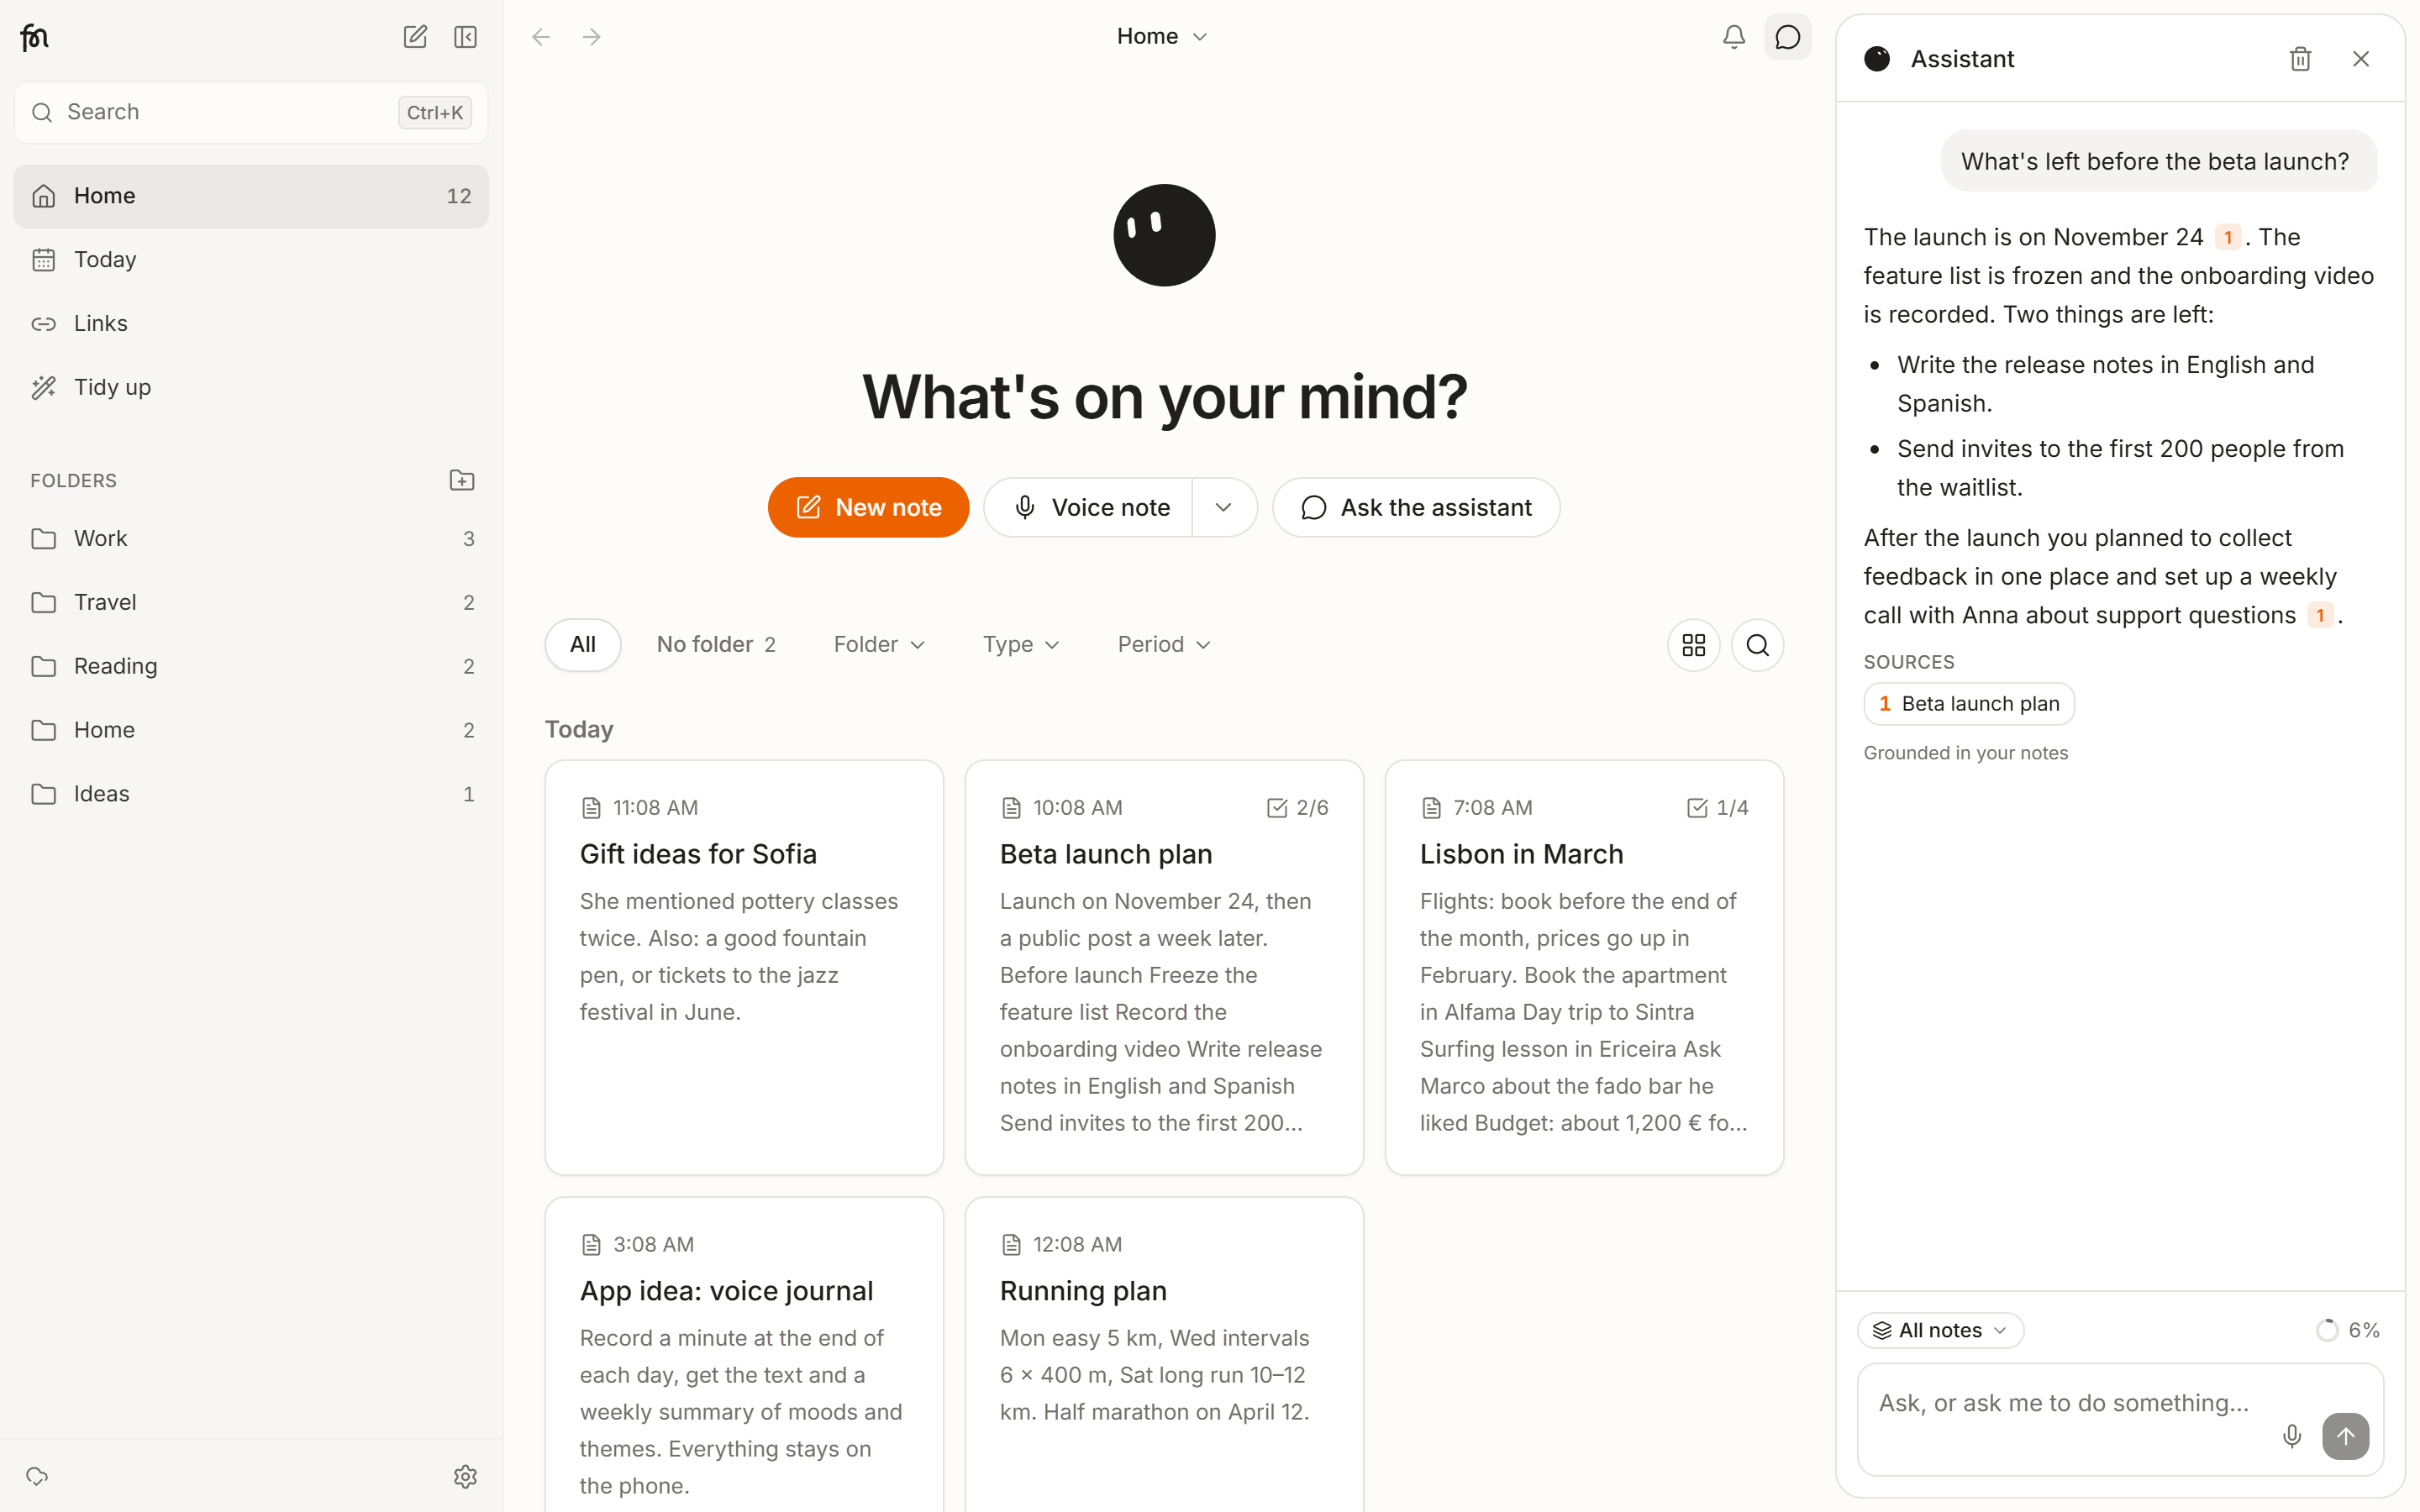 fn
Search
Ctrl+K
Home
12
Today
Links
Tidy up
FOLDERS
Work
3
Travel
2
Reading
2
Home
2
Ideas
1
Home
What's on your mind?
New note
Voice note
Ask the assistant
All
No folder 2
Folder
Type
Period
Today
11:08 AM
Gift ideas for Sofia
She mentioned pottery classes
twice. Also: a good fountain
pen, or tickets to the jazz
festival in June.
10:08 AM
2/6
Beta launch plan
Launch on November 24, then
a public post a week later.
Before launch Freeze the
feature list Record the
onboarding video Write release
notes in English and Spanish
Send invites to the first 200...
7:08 AM
1/4
Lisbon in March
Flights: book before the end of
the month, prices go up in
February. Book the apartment
in Alfama Day trip to Sintra
Surfing lesson in Ericeira Ask
Marco about the fado bar he
liked Budget: about 1,200 € fo...
3:08 AM
App idea: voice journal
Record a minute at the end of
each day, get the text and a
weekly summary of moods and
themes. Everything stays on
the phone.
12:08 AM
Running plan
Mon easy 5 km, Wed intervals
6 × 400 m, Sat long run 10–12
km. Half marathon on April 12.
Assistant
What's left before the beta launch?
The launch is on November 24 1. The
feature list is frozen and the onboarding video
is recorded. Two things are left:
• Write the release notes in English and
Spanish.
• Send invites to the first 200 people from
the waitlist.
After the launch you planned to collect
feedback in one place and set up a weekly
call with Anna about support questions 1.
SOURCES
1 Beta launch plan
Grounded in your notes
All notes
6%
Ask, or ask me to do something...